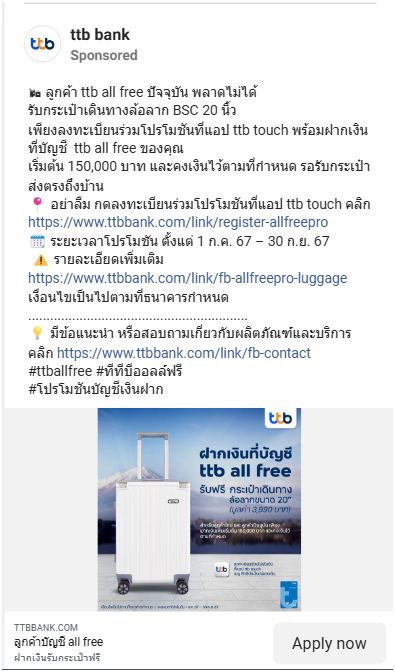 ttb
ttb bank
Sponsored
ลูกค้า ttb all free ปัจจุบัน พลาดไม่ได้
รับกระเป๋าเดินทางล้อลาก BSC 20 นิ้ว
เพียงลงทะเบียนร่วมโปรโมชันที่แอป ttb touch พร้อมฝากเงิน
ที่บัญชี ttb all free ของคุณ
เริ่มต้น 150,000 บาท และคงเงินไว้ตามที่กำหนด รอรับกระเป๋า
ส่งตรงถึงบ้าน
📍 อย่าลืม กดลงทะเบียนร่วมโปรโมชันที่แอป ttb touch คลิก
https://www.ttbbank.com/link/register-allfreepro
🗓️ ระยะเวลาโปรโมชัน ตั้งแต่ 1 ก.ค. 67 – 30 ก.ย. 67
⚠️ รายละเอียดเพิ่มเติม
https://www.ttbbank.com/link/fb-allfreepro-luggage
เงื่อนไขเป็นไปตามที่ธนาคารกำหนด
........................................................
💡 มีข้อแนะนำ หรือสอบถามเกี่ยวกับผลิตภัณฑ์และบริการ
คลิก https://www.ttbbank.com/link/fb-contact
#ttballfree #ทีทีบีออลล์ฟรี
#โปรโมชันบัญชีเงินฝาก
ttb
ฝากเงินที่บัญชี
ttb all free
รับฟรี กระเป๋าเดินทาง
ล้อลากขนาด 20"
(มูลค่า 3,990 บาท)
TTBBANK.COM
ลูกค้าบัญชี all free
ฝากเงินรับกระเป๋าฟรี
Apply now